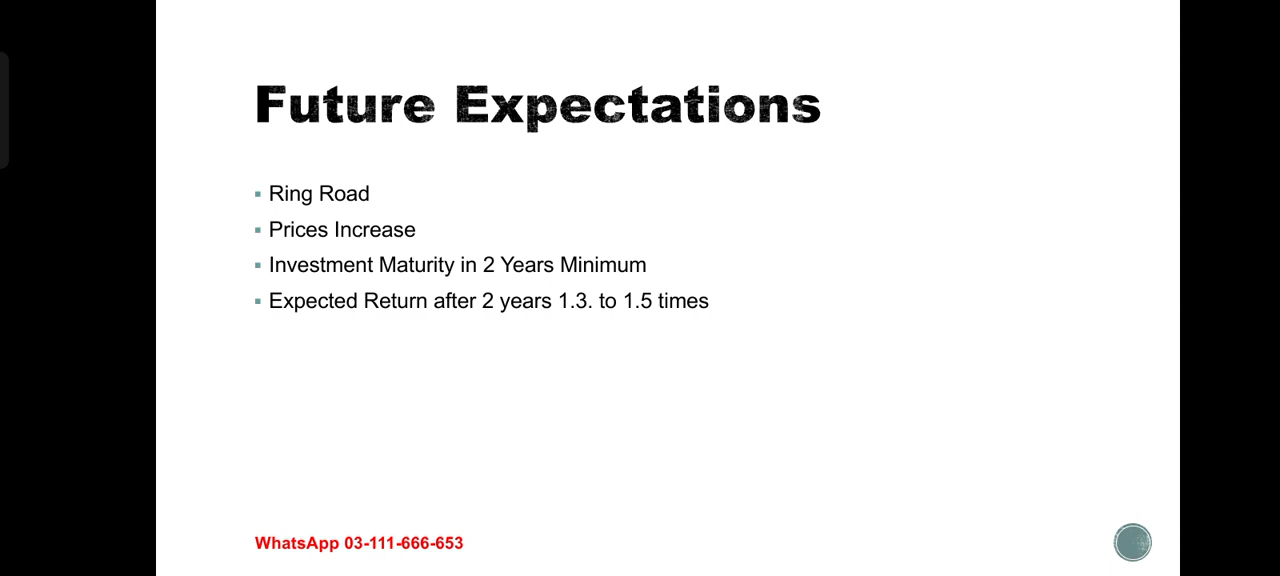 Future Expectations
Ring Road
Prices Increase
Investment Maturity in 2 Years Minimum
Expected Return after 2 years 1.3. to 1.5 times
WhatsApp 03-111-666-653